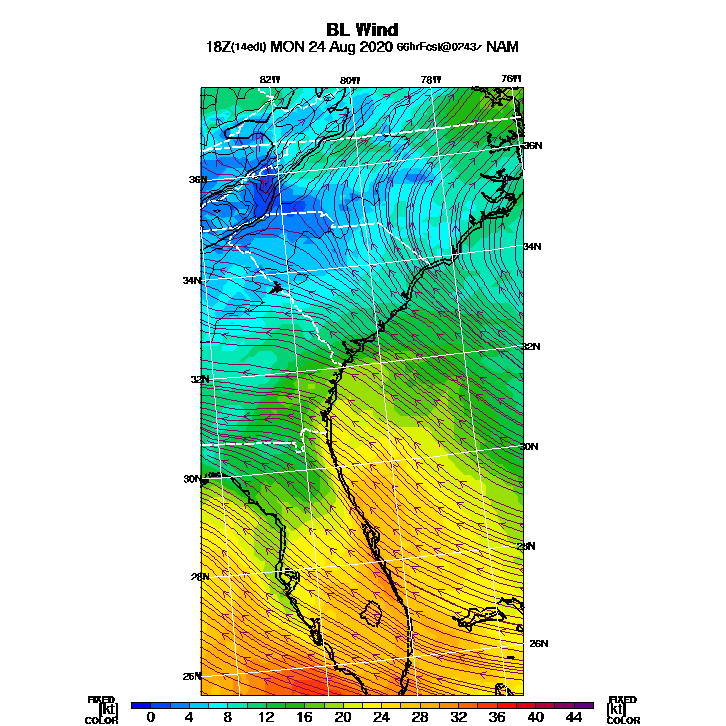 BL Wind
18Z(14edt) MON 24 Aug 2020 66hrFcst@0243z NAM
82W 80W 78W 76W
36N
36N
34N
34N
32N
32N
30N
30N
28N
28N
26N
26N
FIXED FIXED
[kt] [kt]
COLOR 0 4 8 12 16 20 24 28 32 36 40 44 COLOR